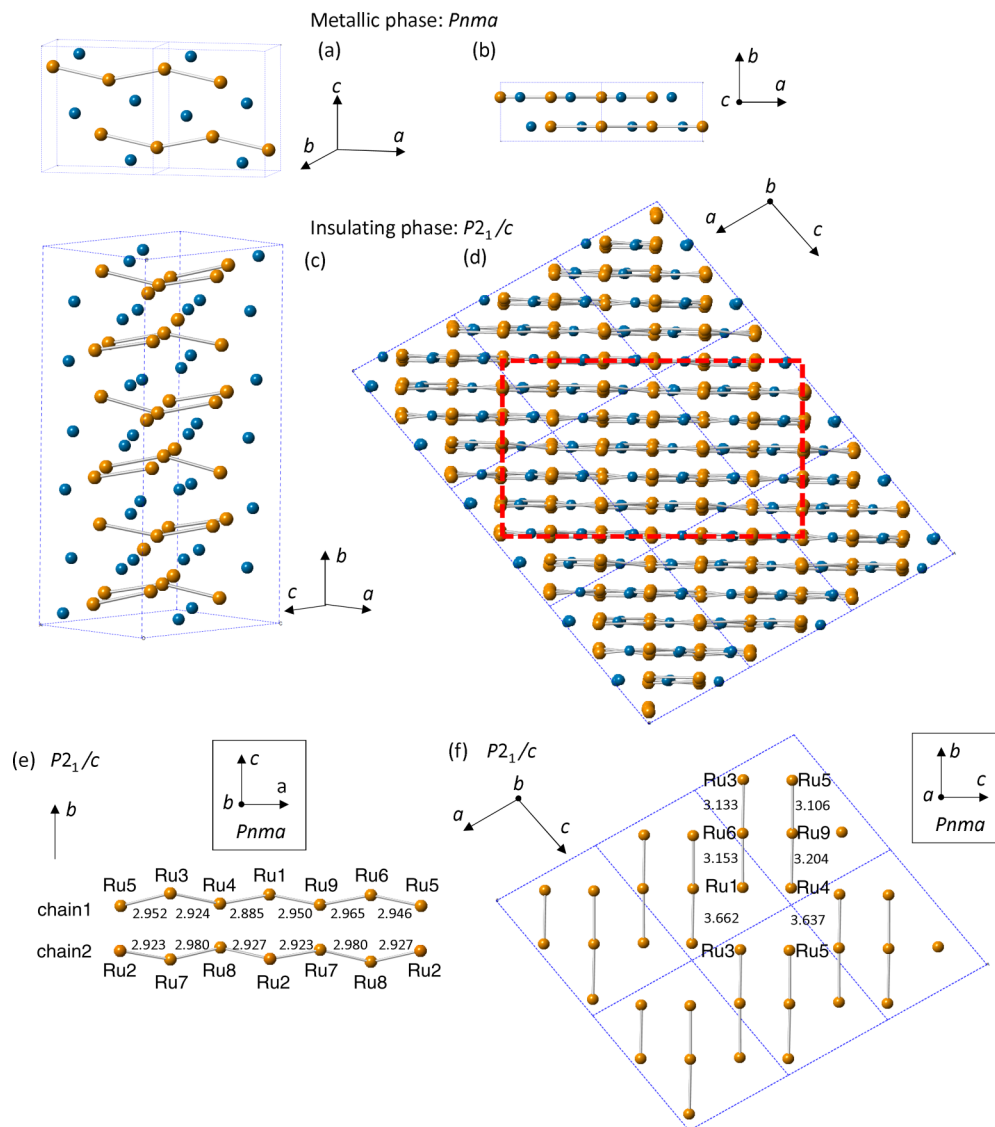 Metallic phase: Pnma
(a)
(b)
c
b
a
b
c
a
Insulating phase: P2₁/c
(c)
(d)
b
a
c
b
c
a
(e) P2₁/c
c
b
a
Pnma
b
Ru5 Ru3 Ru4 Ru1 Ru9 Ru6 Ru5
chain1
2.952 2.924 2.885 2.950 2.965 2.946
chain2
2.923 2.980 2.927 2.923 2.980 2.927
Ru2 Ru7 Ru8 Ru2 Ru7 Ru8 Ru2
(f) P2₁/c
b
a
c
b
a
c
Pnma
Ru3 Ru5
3.133 3.106
Ru6 Ru9
3.153 3.204
Ru1 Ru4
3.662 3.637
Ru3 Ru5